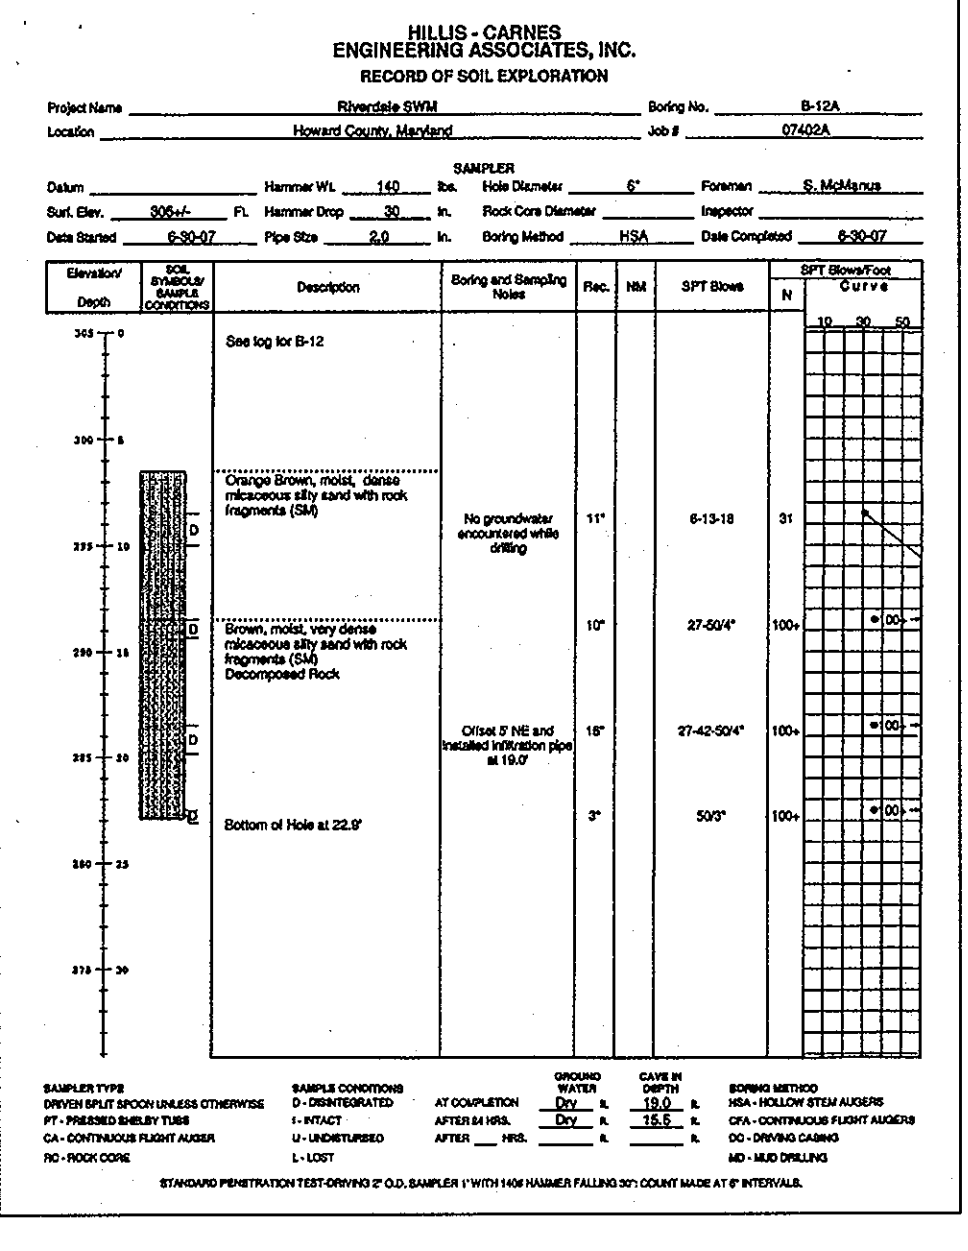 HILLIS - CARNES
ENGINEERING ASSOCIATES, INC.
RECORD OF SOIL EXPLORATION
Project Name Riverdale SWM Boring No. B-12A
Location Howard County, Maryland Job # 07402A
SAMPLER
Datum Hammer Wt. 140 lbs. Hole Diameter 6" Foreman S. McManus
Surf. Elev. 305+/- Ft. Hammer Drop 30 in. Rock Core Diameter Inspector
Date Started 6-30-07 Pipe Size 2.0 in. Boring Method HSA Date Completed 6-30-07
Elevation/ Depth
SOIL SYMBOLS/ SAMPLE CONDITIONS
Description
Boring and Sampling Notes
Rec.
NM
SPT Blows
N
SPT Blows/Foot
Curve
10 30 50
305 0
See log for B-12
300 5
Orange Brown, moist, dense
micaceous silty sand with rock
fragments (SM)
D
No groundwater
encountered while
drilling
11" 6-13-18 31
295 10
D
Brown, moist, very dense
micaceous silty sand with rock
fragments (SM)
Decomposed Rock
10" 27-50/4" 100+ 100+
290 15
D
Offset 5' NE and
installed infiltration pipe
at 19.0'
16" 27-42-50/4" 100+ 100+
285 20
D
Bottom of Hole at 22.9'
3" 50/3" 100+ 100+
280 25
275 30
SAMPLER TYPE
DRIVEN SPLIT SPOON UNLESS OTHERWISE
PT - PRESSED SHELBY TUBE
CA - CONTINUOUS FLIGHT AUGER
RC - ROCK CORE
SAMPLE CONDITIONS
D - DISINTEGRATED
I - INTACT
U - UNDISTURBED
L - LOST
GROUND WATER CAVE IN DEPTH
AT COMPLETION Dry ft. 19.0 ft.
AFTER 24 HRS. Dry ft. 15.5 ft.
AFTER HRS. ft. ft.
BORING METHOD
HSA - HOLLOW STEM AUGERS
CFA - CONTINUOUS FLIGHT AUGERS
DC - DRIVING CASING
MD - MUD DRILLING
STANDARD PENETRATION TEST-DRIVING 2" O.D. SAMPLER 1' WITH 140# HAMMER FALLING 30": COUNT MADE AT 6" INTERVALS.